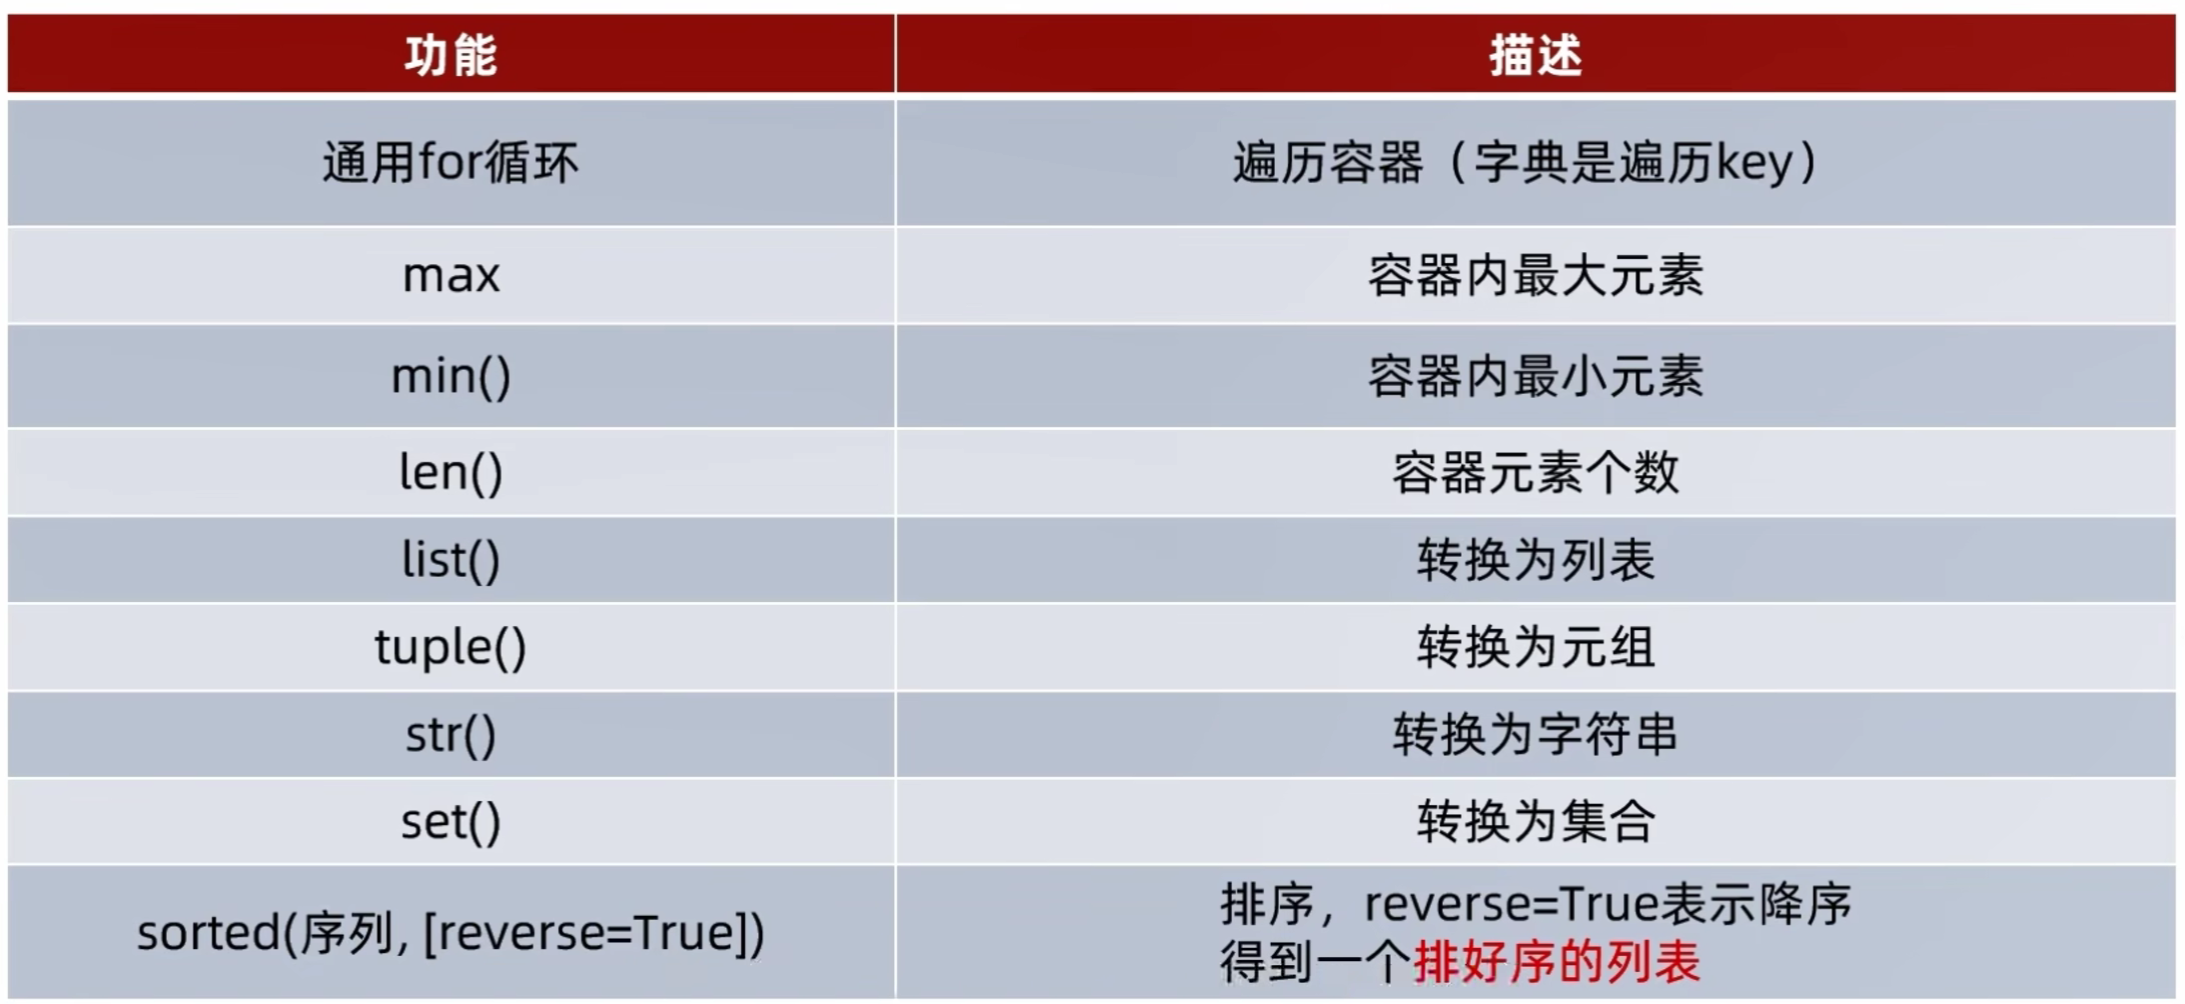 功能 描述
通用for循环 遍历容器（字典是遍历key）
max 容器内最大元素
min() 容器内最小元素
len() 容器元素个数
list() 转换为列表
tuple() 转换为元组
str() 转换为字符串
set() 转换为集合
sorted(序列, [reverse=True]) 排序，reverse=True表示降序
得到一个排好序的列表